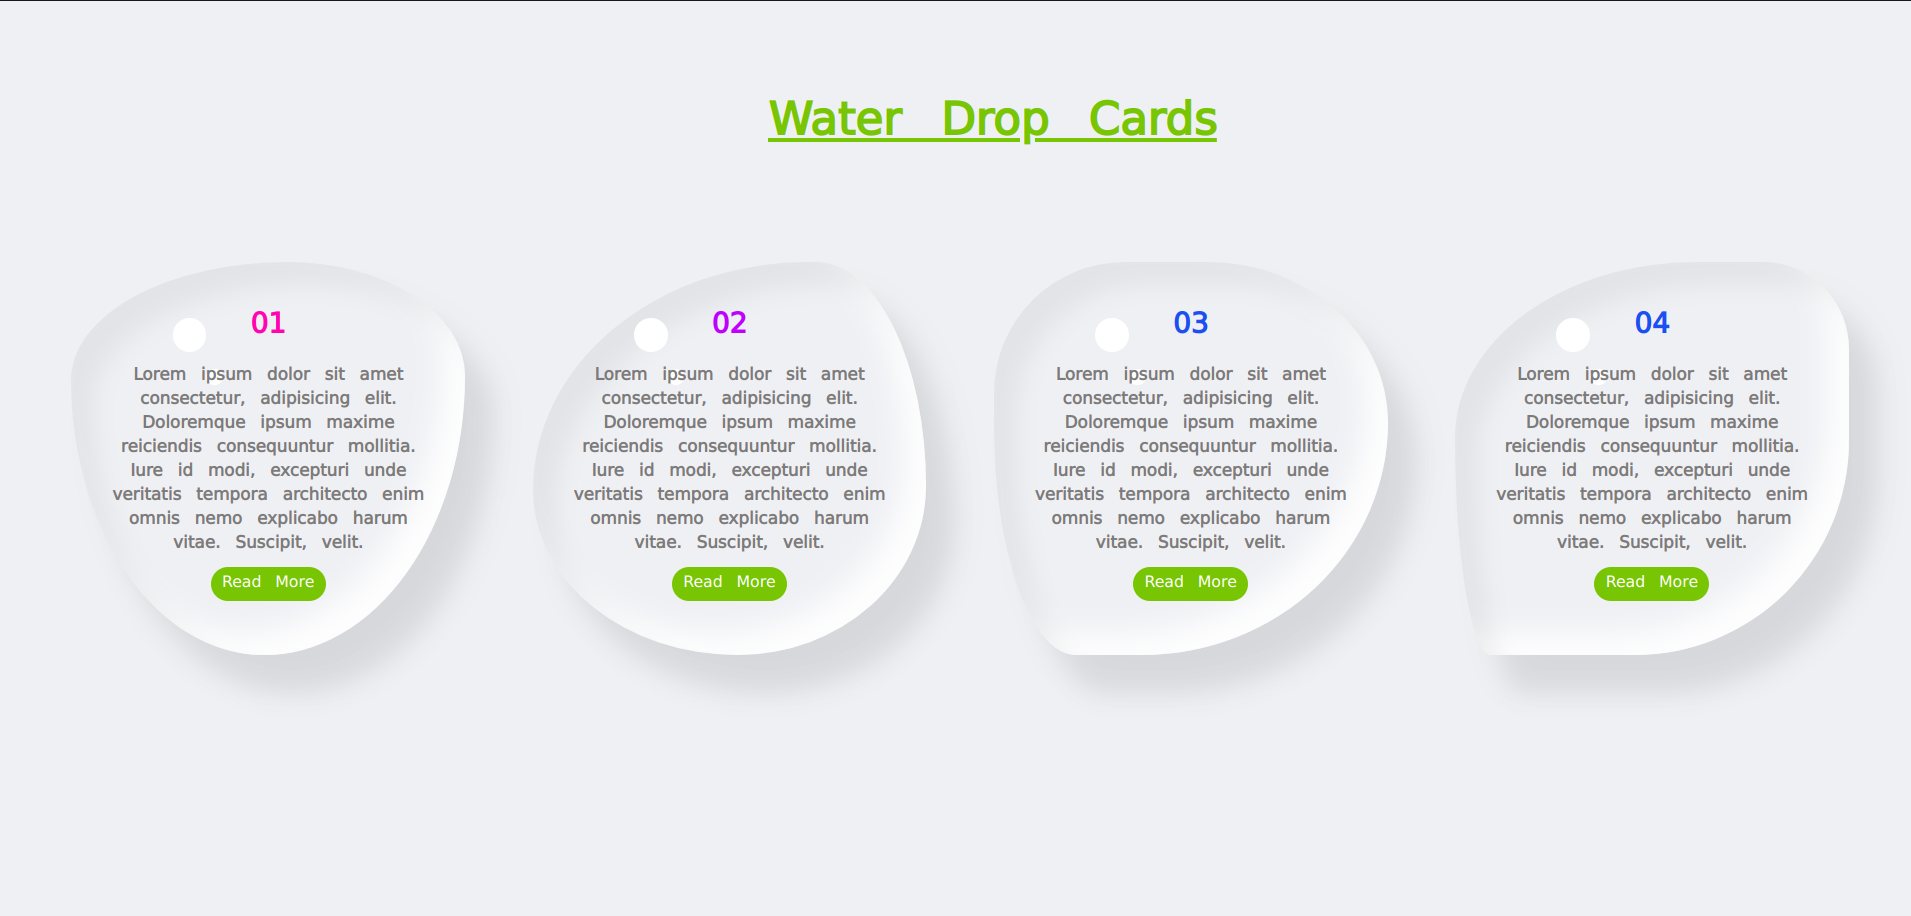 Water Drop Cards
01
Lorem ipsum dolor sit amet
consectetur, adipisicing elit.
Doloremque ipsum maxime
reiciendis consequuntur mollitia.
Iure id modi, excepturi unde
veritatis tempora architecto enim
omnis nemo explicabo harum
vitae. Suscipit, velit.
Read More
02
Lorem ipsum dolor sit amet
consectetur, adipisicing elit.
Doloremque ipsum maxime
reiciendis consequuntur mollitia.
Iure id modi, excepturi unde
veritatis tempora architecto enim
omnis nemo explicabo harum
vitae. Suscipit, velit.
Read More
03
Lorem ipsum dolor sit amet
consectetur, adipisicing elit.
Doloremque ipsum maxime
reiciendis consequuntur mollitia.
Iure id modi, excepturi unde
veritatis tempora architecto enim
omnis nemo explicabo harum
vitae. Suscipit, velit.
Read More
04
Lorem ipsum dolor sit amet
consectetur, adipisicing elit.
Doloremque ipsum maxime
reiciendis consequuntur mollitia.
Iure id modi, excepturi unde
veritatis tempora architecto enim
omnis nemo explicabo harum
vitae. Suscipit, velit.
Read More